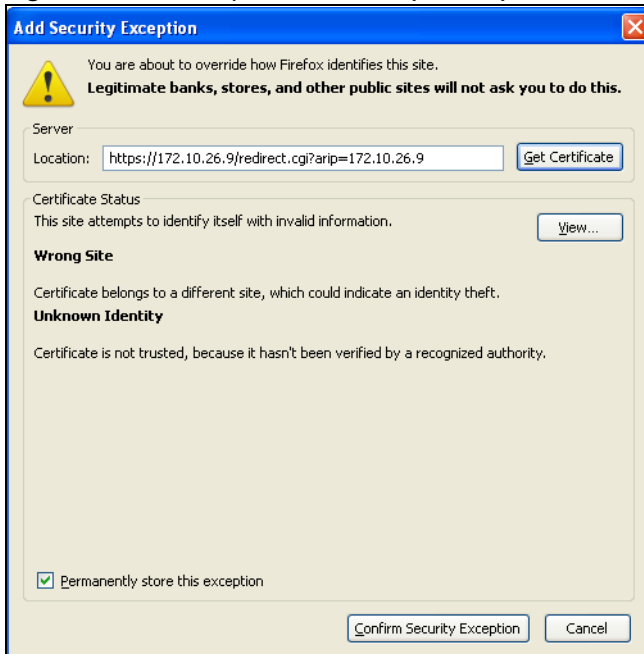 Add Security Exception
You are about to override how Firefox identifies this site.
Legitimate banks, stores, and other public sites will not ask you to do this.
Server
Location: https://172.10.26.9/redirect.cgi?arip=172.10.26.9 Get Certificate
Certificate Status
This site attempts to identify itself with invalid information. View...
Wrong Site
Certificate belongs to a different site, which could indicate an identity theft.
Unknown Identity
Certificate is not trusted, because it hasn't been verified by a recognized authority.
Permanently store this exception
Confirm Security Exception Cancel